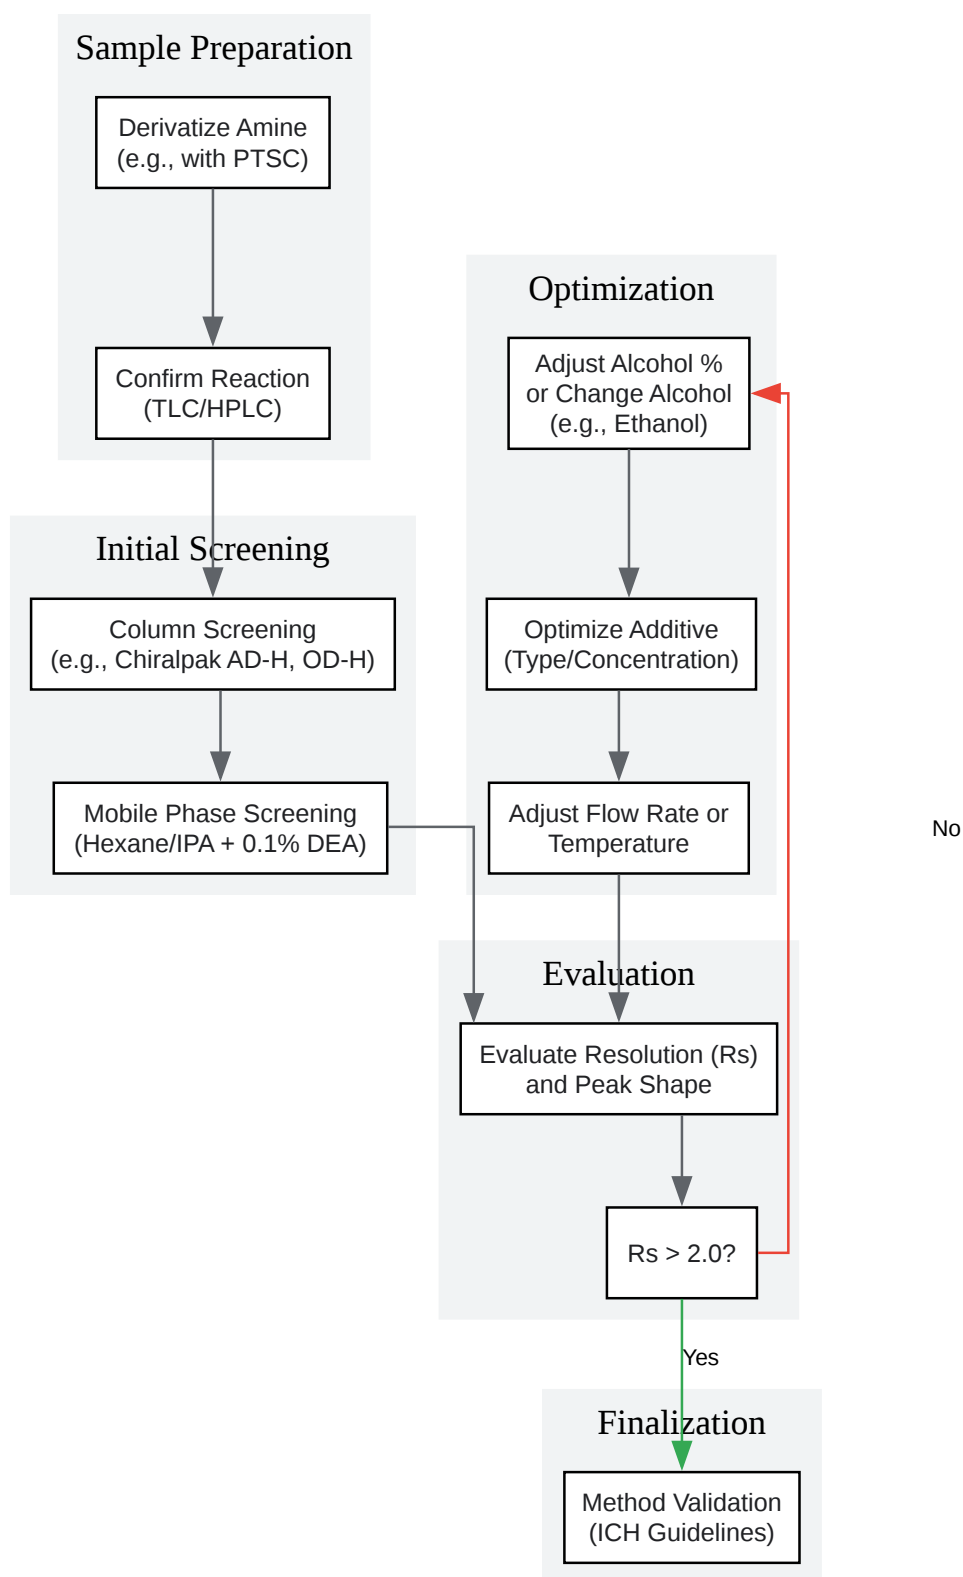 Sample Preparation
Derivatize Amine
(e.g., with PTSC)
Confirm Reaction
(TLC/HPLC)
Initial Screening
Column Screening
(e.g., Chiralpak AD-H, OD-H)
Mobile Phase Screening
(Hexane/IPA + 0.1% DEA)
Optimization
Adjust Alcohol %
or Change Alcohol
(e.g., Ethanol)
Optimize Additive
(Type/Concentration)
Adjust Flow Rate or
Temperature
No
Evaluation
Evaluate Resolution (Rs)
and Peak Shape
Rs > 2.0?
Yes
Finalization
Method Validation
(ICH Guidelines)